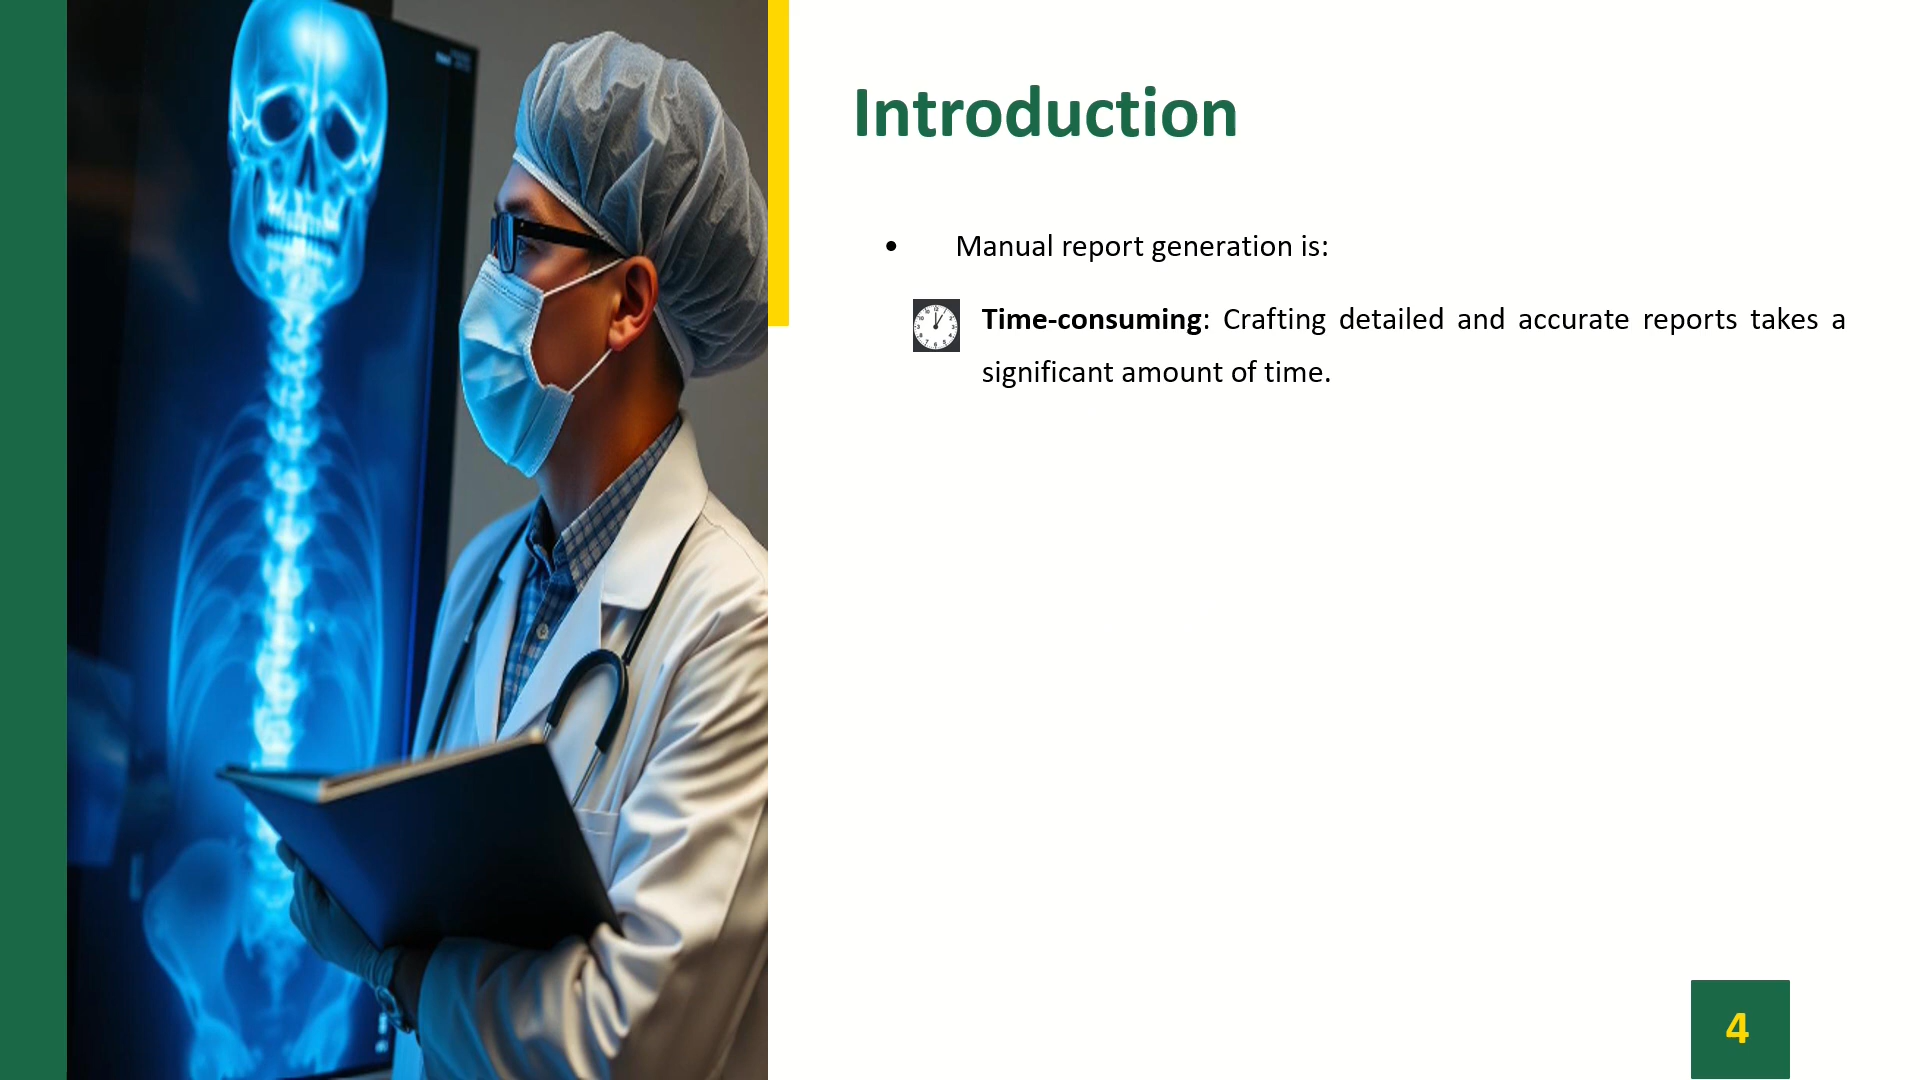 Introduction
• Manual report generation is:
Time-consuming: Crafting detailed and accurate reports takes a
significant amount of time.
4